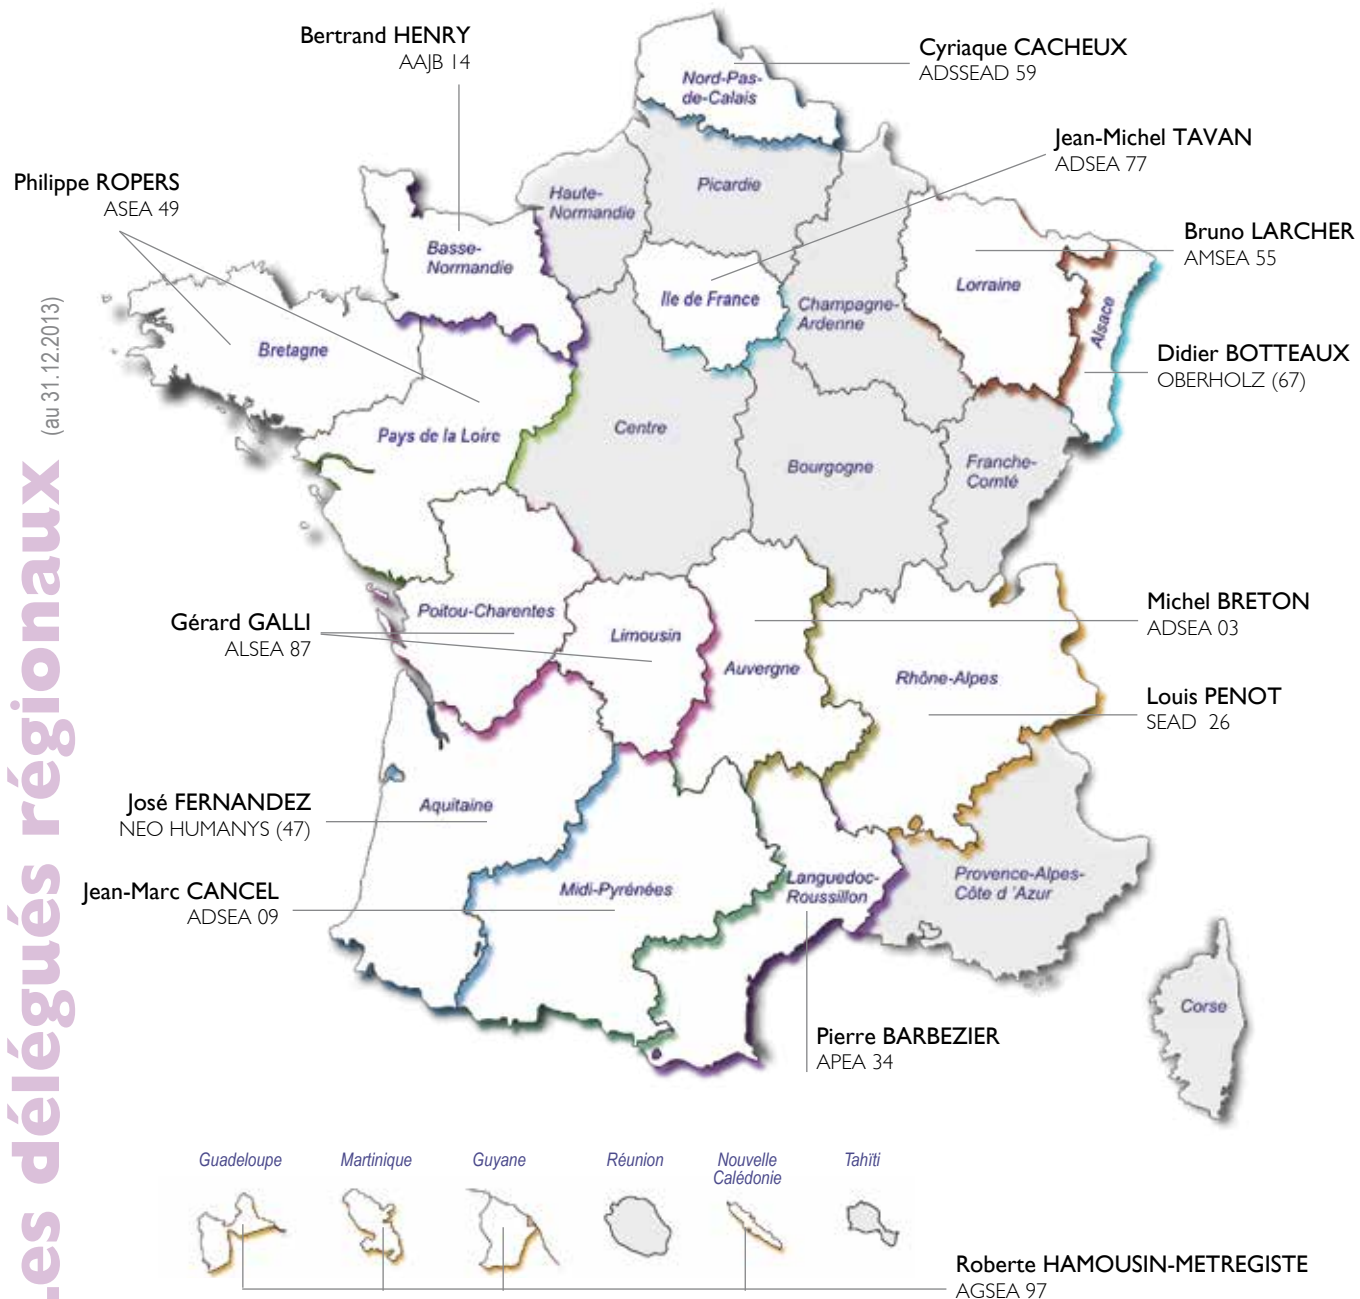 Bertrand HENRY
AAJB 14
Cyriaque CACHEUX
ADSSEAD 59
Nord-Pas-
de-Calais
Jean-Michel TAVAN
ADSEA 77
Philippe ROPERS
ASEA 49
Picardie
Haute-
Normandie
Basse-
Normandie
Bruno LARCHER
AMSEA 55
Lorraine
Ile de France
Champagne-
Ardenne
Alsace
Bretagne
Didier BOTTEAUX
OBERHOLZ (67)
Pays de la Loire
Centre
Bourgogne
Franche-
Comté
Les délégués régionaux (au 31.12.2013)
Michel BRETON
ADSEA 03
Gérard GALLI
ALSEA 87
Poitou-Charentes
Limousin
Auvergne
Rhône-Alpes
Louis PENOT
SEAD 26
José FERNANDEZ
NEO HUMANYS (47)
Aquitaine
Jean-Marc CANCEL
ADSEA 09
Midi-Pyrénées
Languedoc-
Roussillon
Provence-Alpes-
Côte d 'Azur
Corse
Pierre BARBEZIER
APEA 34
Guadeloupe
Martinique
Guyane
Réunion
Nouvelle
Calédonie
Tahïti
Roberte HAMOUSIN-METREGISTE
AGSEA 97